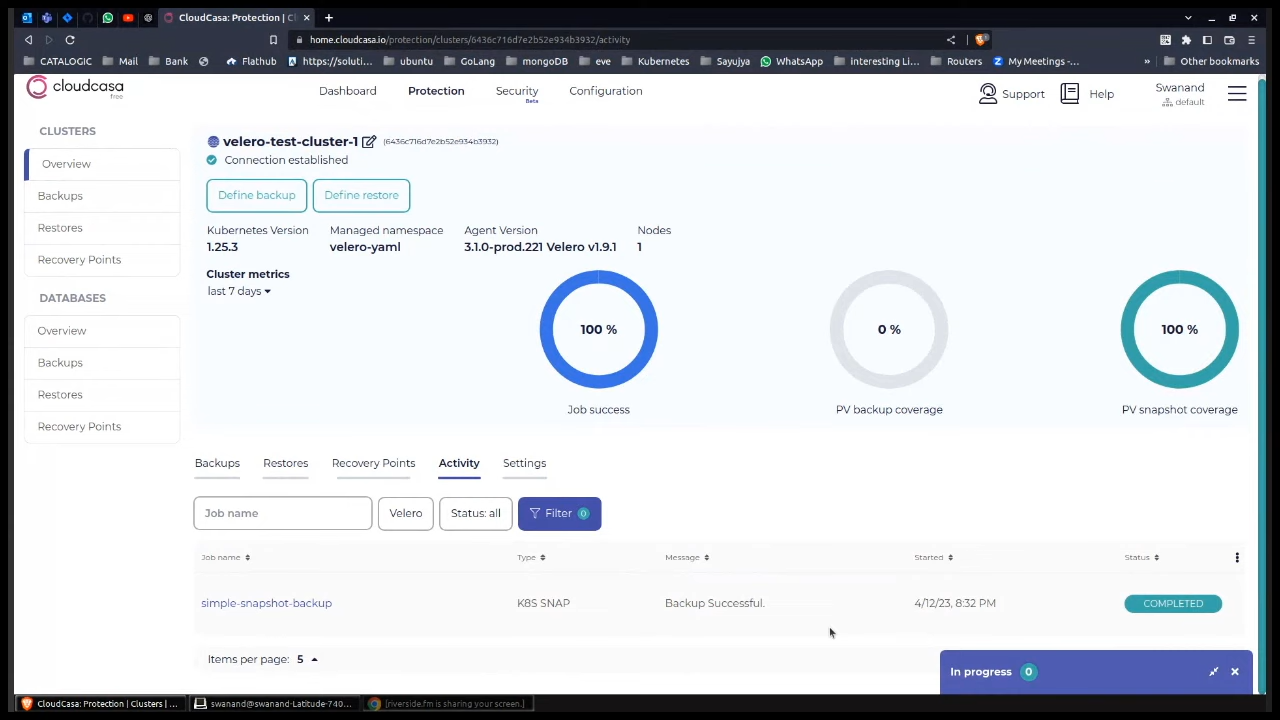 CloudCasa: Protection | C
home.cloudcasa.io/protection/clusters/6436c716d7e2b52e934b3932/activity
CATALOGIC Mail Bank Flathub https://soluti... ubuntu GoLang mongoDB eve Kubernetes Sayujya WhatsApp interesting Li... Routers My Meetings -... » Other bookmarks
cloudcasa
free
Dashboard Protection Security Configuration
Beta
Support Help Swanand
default
CLUSTERS
Overview
Backups
Restores
Recovery Points
DATABASES
Overview
Backups
Restores
Recovery Points
velero-test-cluster-1 (6436c716d7e2b52e934b3932)
Connection established
Define backup Define restore
Kubernetes Version Managed namespace Agent Version Nodes
1.25.3 velero-yaml 3.1.0-prod.221 Velero v1.9.1 1
Cluster metrics
last 7 days
100 % 0 % 100 %
Job success PV backup coverage PV snapshot coverage
Backups Restores Recovery Points Activity Settings
Job name Velero Status: all Filter 0
Job name Type Message Started Status
simple-snapshot-backup K8S SNAP Backup Successful. 4/12/23, 8:32 PM COMPLETED
Items per page: 5
In progress 0
CloudCasa: Protection | Clusters | ... swanand@swanand-Latitude-740... [riverside.fm is sharing your screen.]